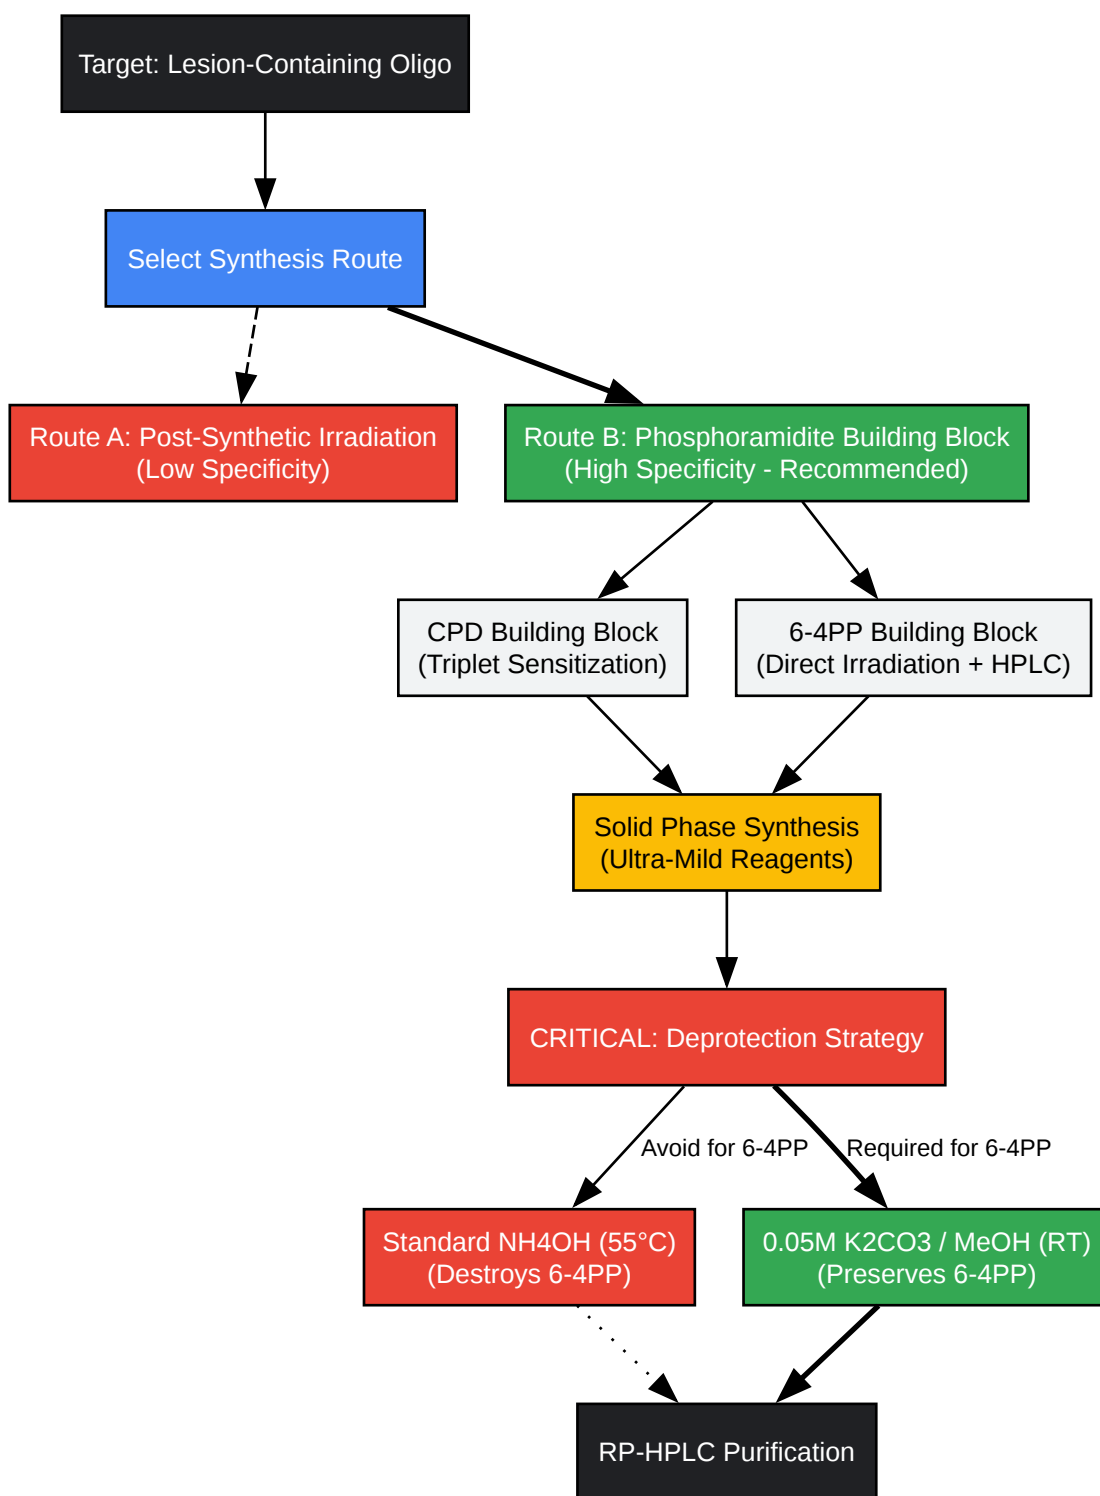 Target: Lesion-Containing Oligo
Select Synthesis Route
Route A: Post-Synthetic Irradiation
(Low Specificity)
Route B: Phosphoramidite Building Block
(High Specificity - Recommended)
CPD Building Block
(Triplet Sensitization)
6-4PP Building Block
(Direct Irradiation + HPLC)
Solid Phase Synthesis
(Ultra-Mild Reagents)
CRITICAL: Deprotection Strategy
Avoid for 6-4PP
Required for 6-4PP
Standard NH4OH (55°C)
(Destroys 6-4PP)
0.05M K2CO3 / MeOH (RT)
(Preserves 6-4PP)
RP-HPLC Purification